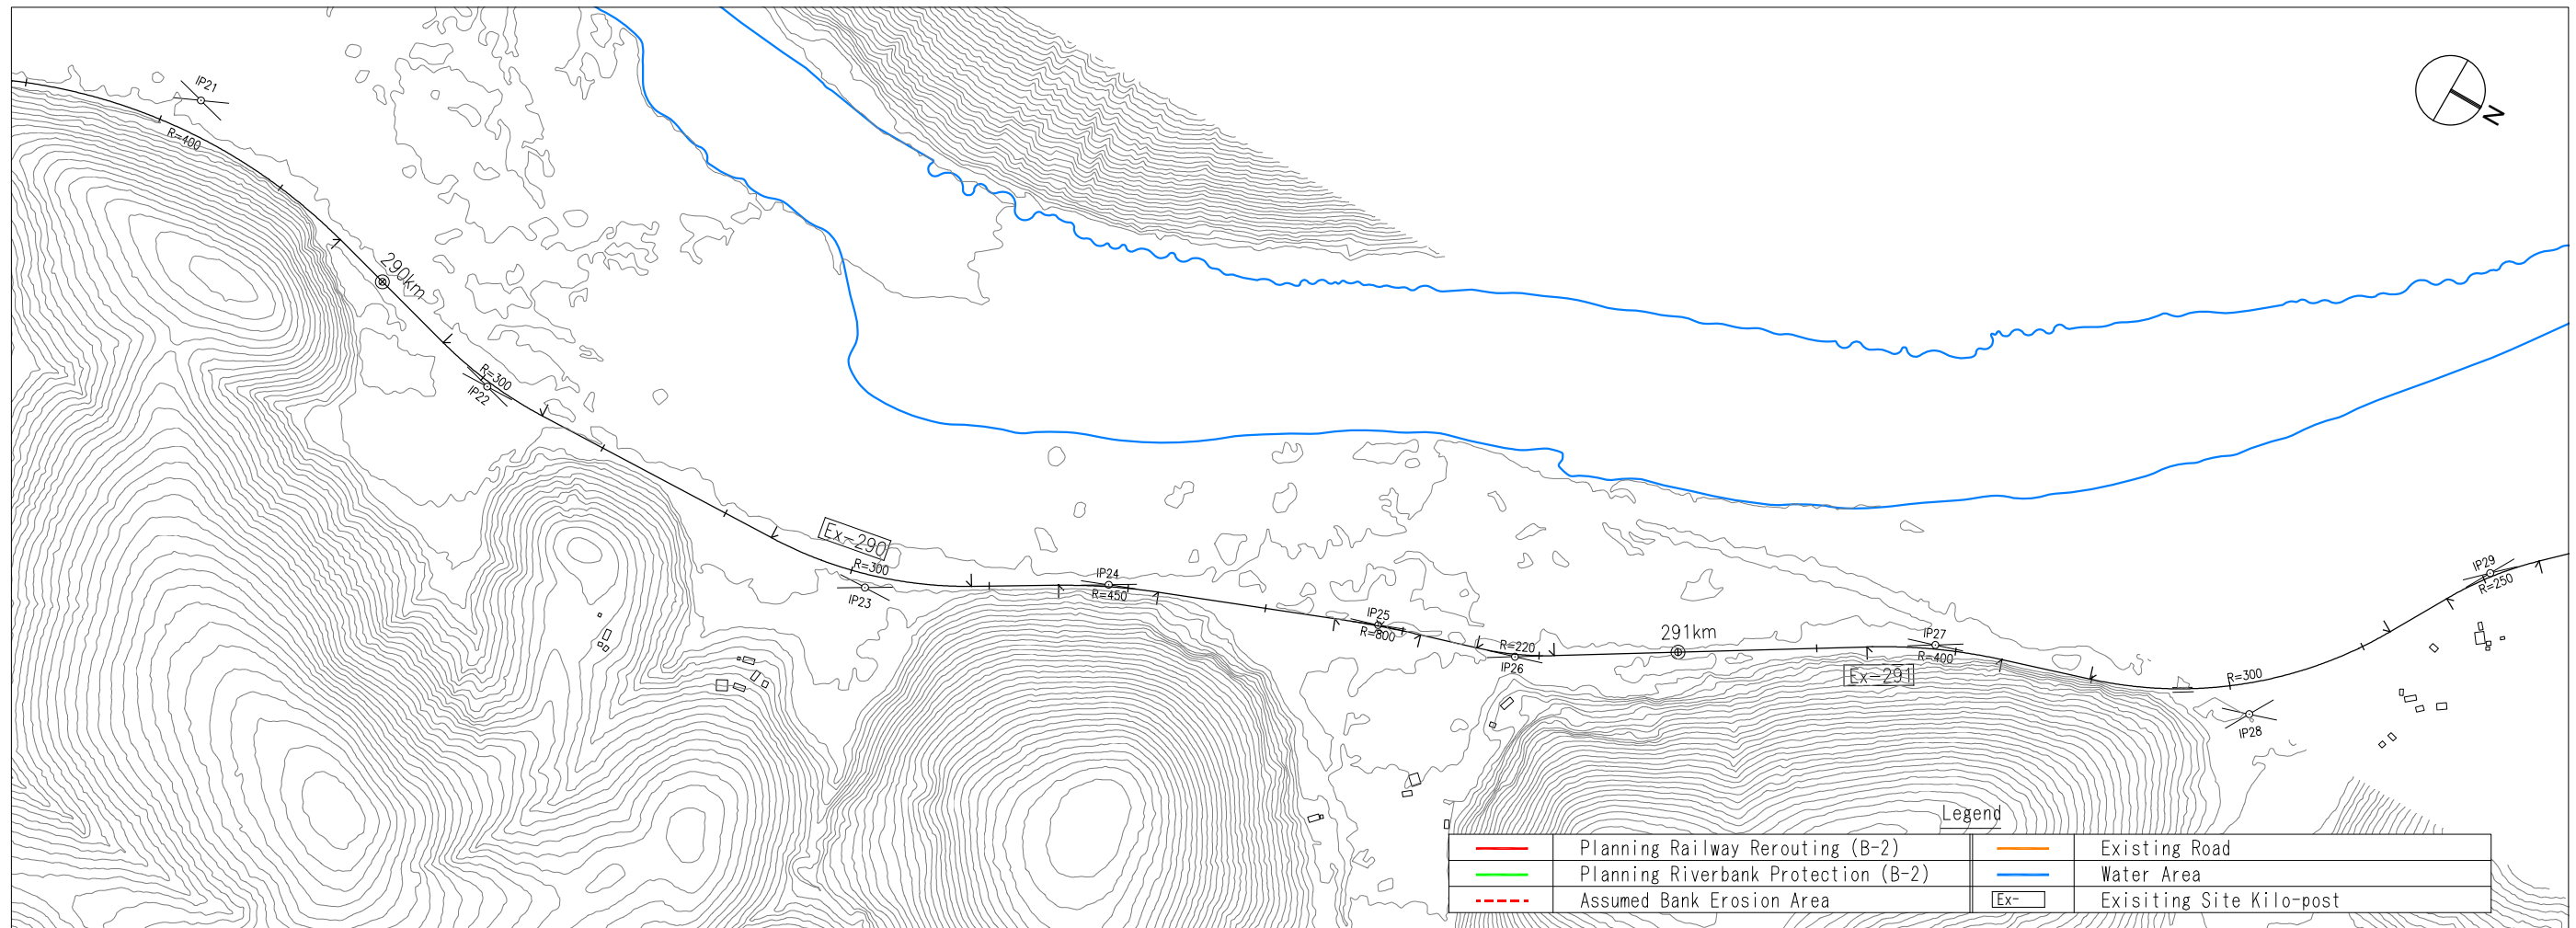 IP21
R=400
N
290km
R=300
IP22
Ex-290
R=300
IP23
IP24
R=450
IP25
R=800
R=220
IP26
291km
IP27
R=400
Ex-291
R=300
IP28
IP29
R=250
Legend
Planning Railway Rerouting (B-2)
Existing Road
Planning Riverbank Protection (B-2)
Water Area
Assumed Bank Erosion Area
Ex-
Exisiting Site Kilo-post